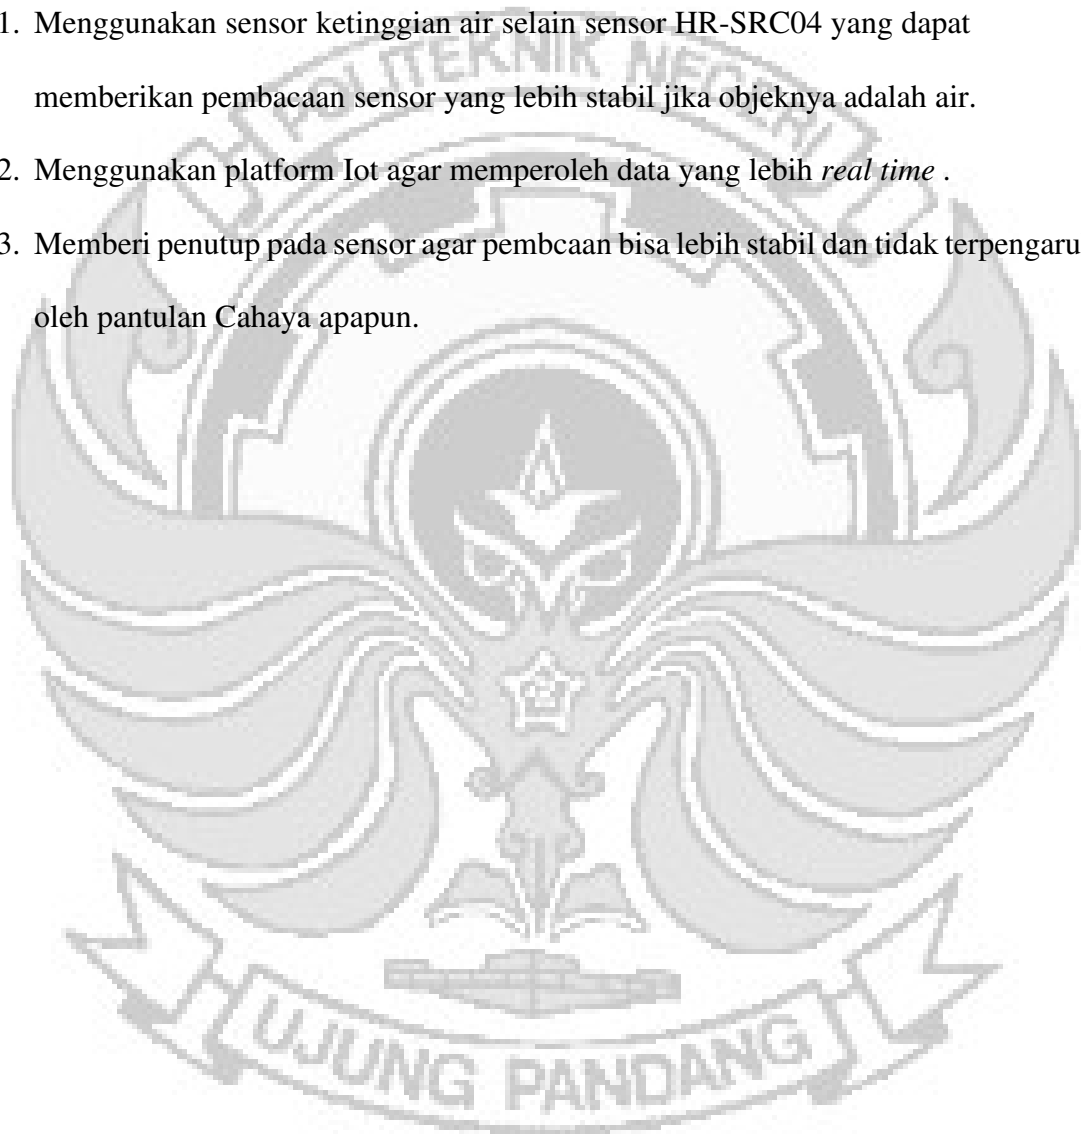 1. Menggunakan sensor ketinggian air selain sensor HR-SRC04 yang dapat
memberikan pembacaan sensor yang lebih stabil jika objeknya adalah air.
2. Menggunakan platform Iot agar memperoleh data yang lebih real time .
3. Memberi penutup pada sensor agar pembcaan bisa lebih stabil dan tidak terpengaru
oleh pantulan Cahaya apapun.
POLITEKNIK NEGERI
UJUNG PANDANG